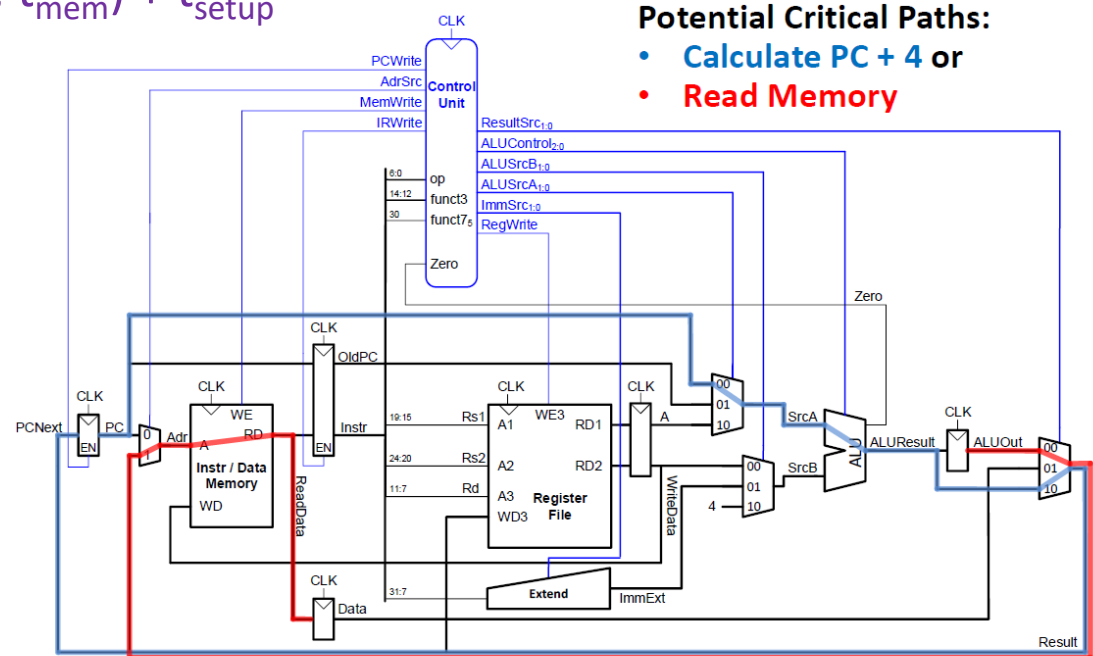 t_mem) + t_setup
Potential Critical Paths:
• Calculate PC + 4 or
• Read Memory
CLK
PCWrite
AdrSrc
MemWrite
IRWrite
Control
Unit
ResultSrc1:0
ALUControl2:0
ALUSrcB1:0
ALUSrcA1:0
ImmSrc1:0
RegWrite
6:0
op
14:12
funct3
30
funct75
Zero
Zero
CLK
OldPC
CLK
CLK
CLK
CLK
CLK
PCNext
PC
EN
0
1
Adr
A
WE
RD
Instr / Data
Memory
WD
ReadData
EN
Instr
19:15
Rs1
A1
WE3
RD1
24:20
Rs2
A2
RD2
11:7
Rd
A3
WD3
Register
File
A
WriteData
00
01
10
SrcA
00
01
10
4
SrcB
ALU
ALUResult
ALUOut
00
01
10
CLK
Data
31:7
Extend
ImmExt
Result